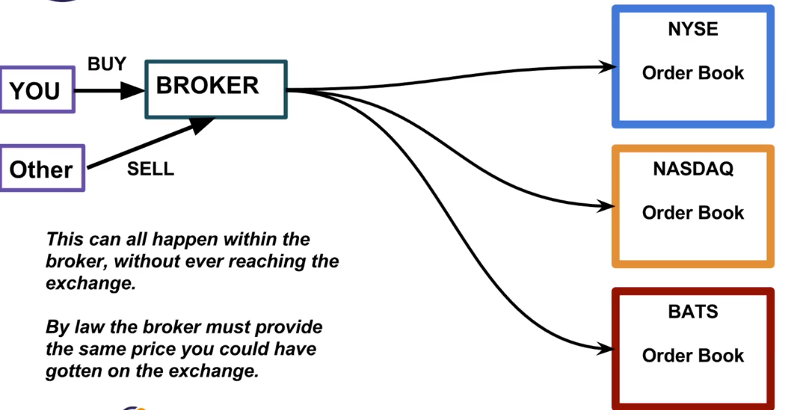 BUY
YOU
BROKER
Other
SELL
NYSE
Order Book
NASDAQ
Order Book
BATS
Order Book
This can all happen within the
broker, without ever reaching the
exchange.
By law the broker must provide
the same price you could have
gotten on the exchange.